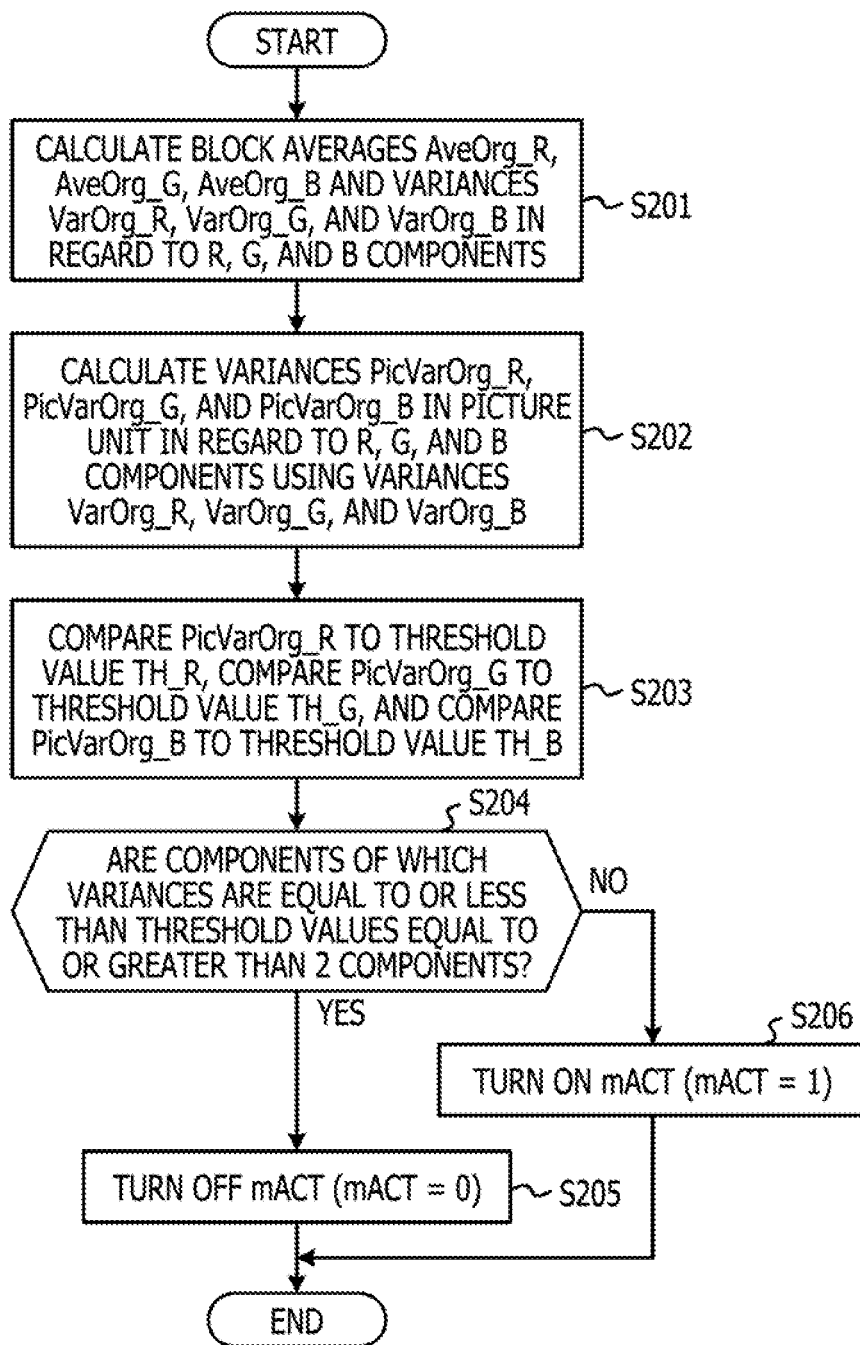 START
CALCULATE BLOCK AVERAGES AveOrg_R,
AveOrg_G, AveOrg_B AND VARIANCES
VarOrg_R, VarOrg_G, AND VarOrg_B IN
REGARD TO R, G, AND B COMPONENTS
S201
CALCULATE VARIANCES PicVarOrg_R,
PicVarOrg_G, AND PicVarOrg_B IN PICTURE
UNIT IN REGARD TO R, G, AND B
COMPONENTS USING VARIANCES
VarOrg_R, VarOrg_G, AND VarOrg_B
S202
COMPARE PicVarOrg_R TO THRESHOLD
VALUE TH_R, COMPARE PicVarOrg_G TO
THRESHOLD VALUE TH_G, AND COMPARE
PicVarOrg_B TO THRESHOLD VALUE TH_B
S203
S204
ARE COMPONENTS OF WHICH
VARIANCES ARE EQUAL TO OR LESS
THAN THRESHOLD VALUES EQUAL TO
OR GREATER THAN 2 COMPONENTS?
NO
YES
S206
TURN ON mACT (mACT = 1)
TURN OFF mACT (mACT = 0)
S205
END